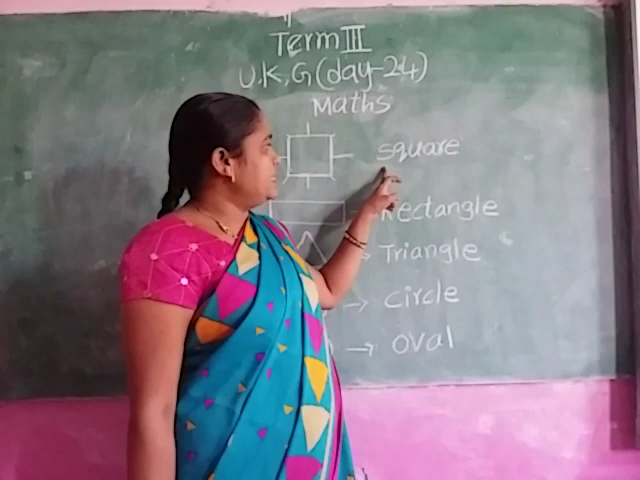 Term III
U.K.G (day-24)
Maths
square
Rectangle
→ Triangle
→ circle
→ oval